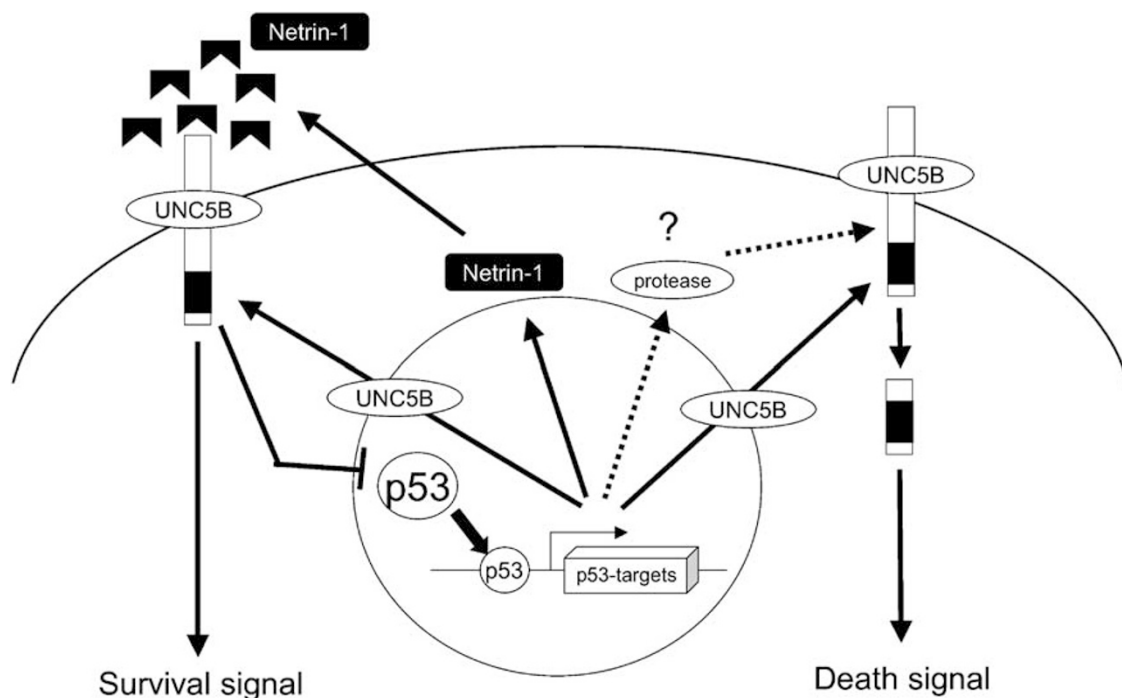 Netrin-1
UNC5B
UNC5B
?
Netrin-1
protease
UNC5B
UNC5B
p53
p53
p53-targets
Survival signal
Death signal